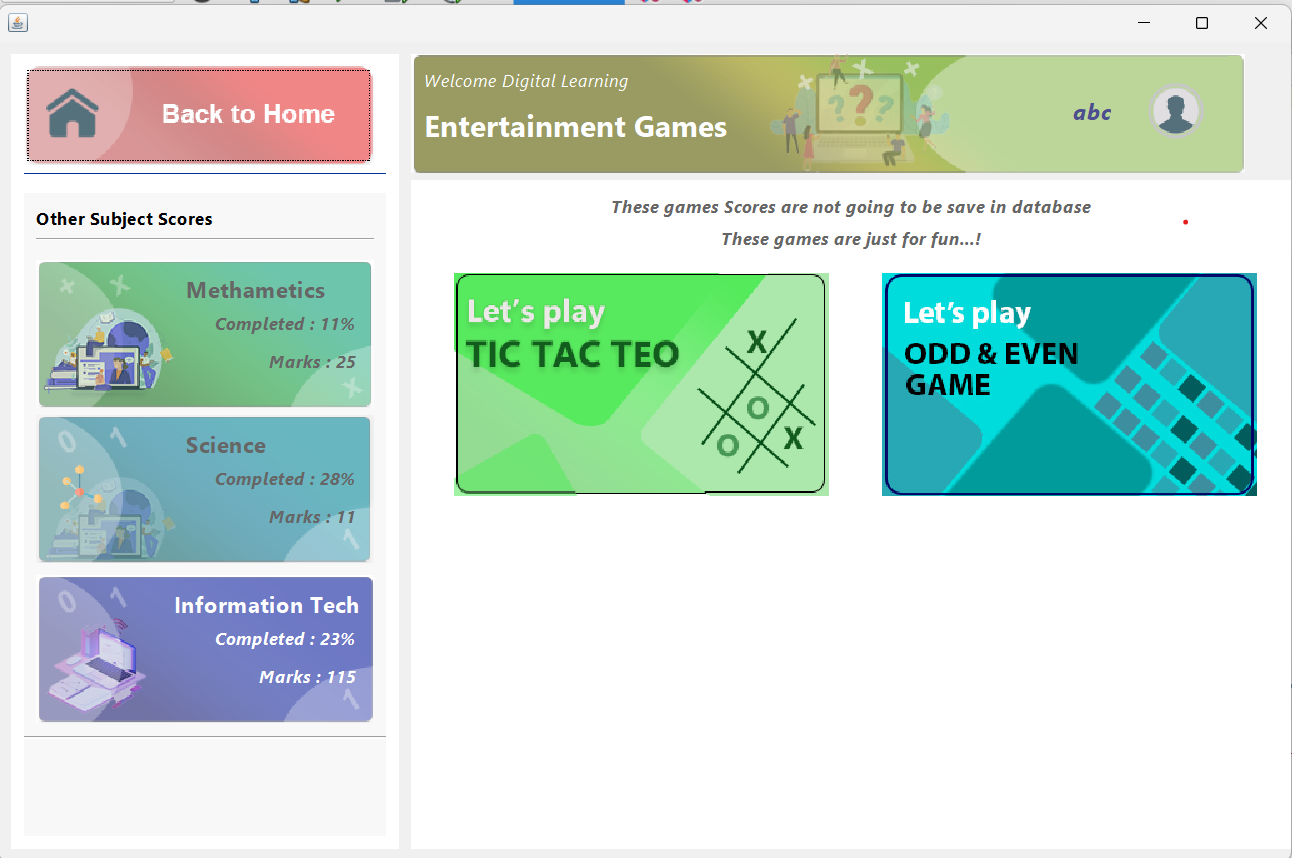 Back to Home
Other Subject Scores
Methametics
Completed : 11%
Marks : 25
Science
Completed : 28%
Marks : 11
Information Tech
Completed : 23%
Marks : 115
Welcome Digital Learning
Entertainment Games
abc
These games Scores are not going to be save in database
These games are just for fun...!
Let's play
TIC TAC TEO
X
O
O X
Let's play
ODD & EVEN
GAME